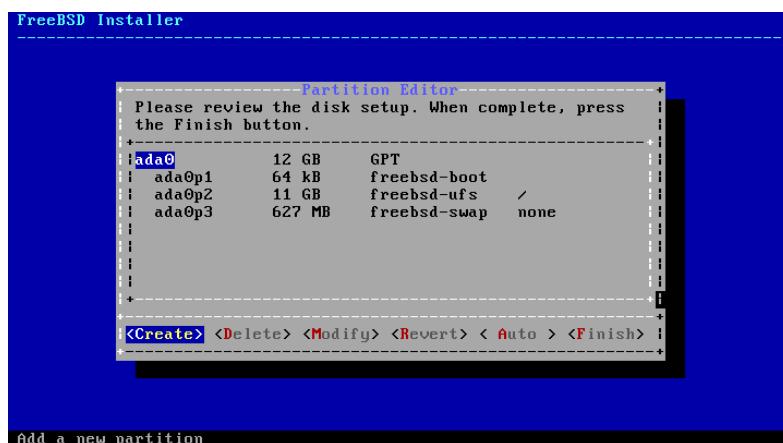 FreeBSD Installer
Partition Editor
Please review the disk setup. When complete, press
the Finish button.
ada0 12 GB GPT
ada0p1 64 kB freebsd-boot
ada0p2 11 GB freebsd-ufs /
ada0p3 627 MB freebsd-swap none
<Create> <Delete> <Modify> <Revert> < Auto > <Finish>
Add a new partition